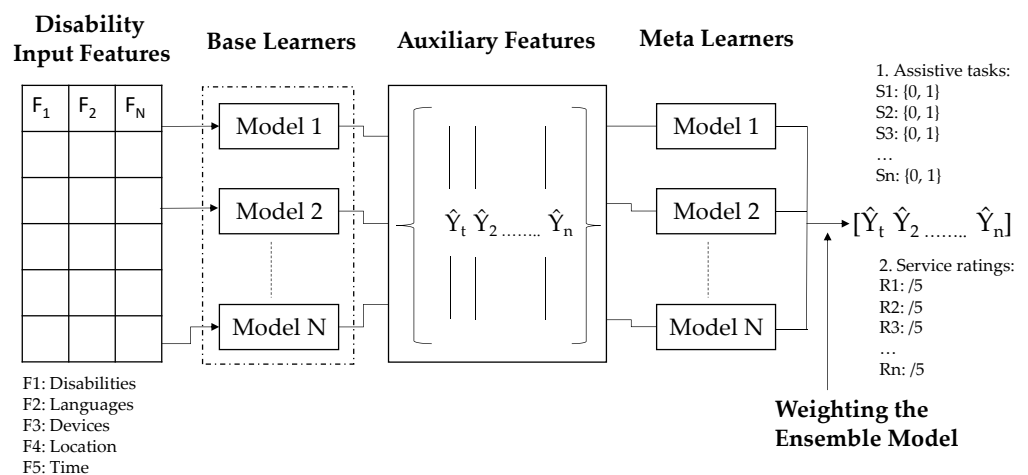 Disability
Input Features
Base Learners
Auxiliary Features
Meta Learners
F₁ F₂ F_N
Model 1
Model 2
Model N
Ŷₜ Ŷ₂ ........ Ŷₙ
Model 1
Model 2
Model N
1. Assistive tasks:
S1: {0, 1}
S2: {0, 1}
S3: {0, 1}
...
Sn: {0, 1}
[Ŷₜ Ŷ₂ ........ Ŷₙ]
2. Service ratings:
R1: /5
R2: /5
R3: /5
...
Rn: /5
Weighting the
Ensemble Model
F1: Disabilities
F2: Languages
F3: Devices
F4: Location
F5: Time